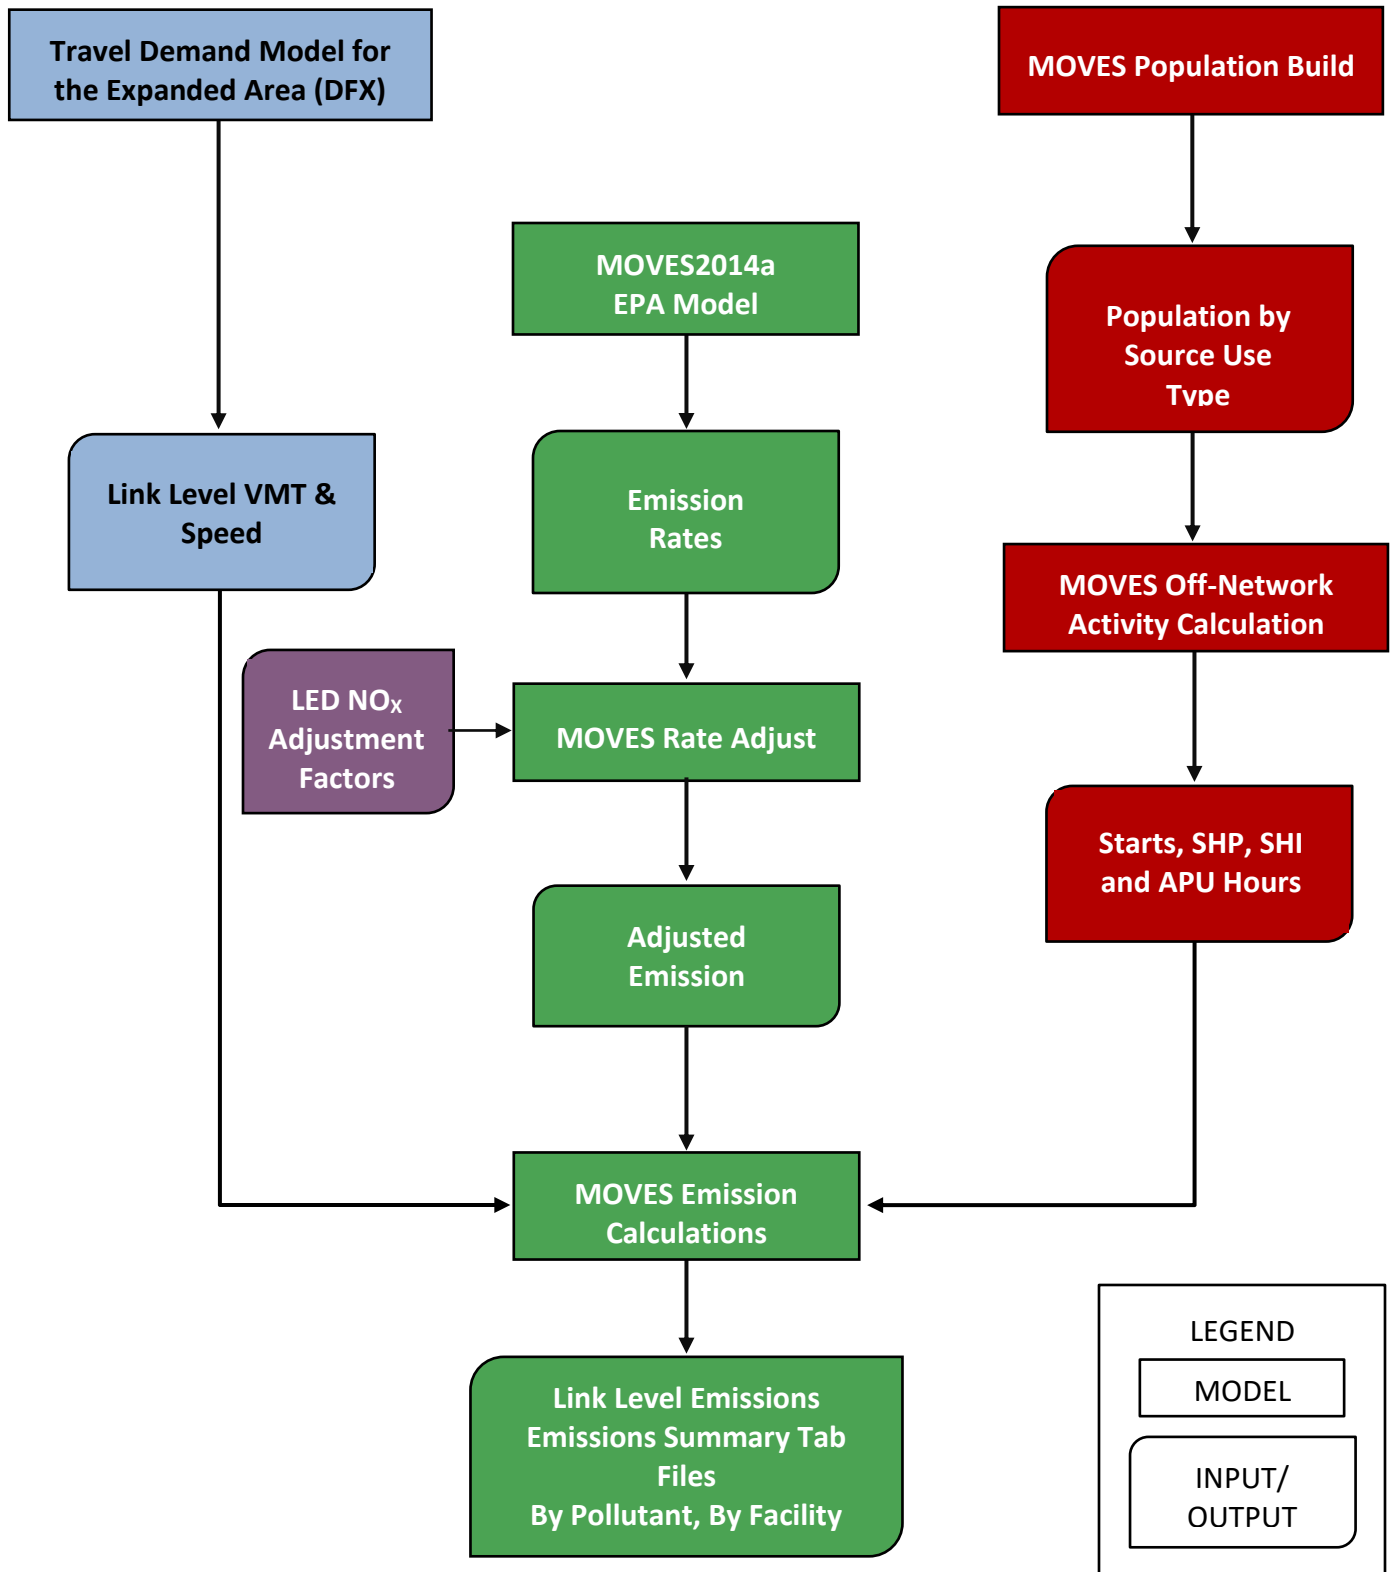 Travel Demand Model for
the Expanded Area (DFX)
MOVES Population Build
MOVES2014a
EPA Model
Population by
Source Use
Type
Link Level VMT &
Speed
Emission
Rates
MOVES Off-Network
Activity Calculation
LED NOX
Adjustment
Factors
MOVES Rate Adjust
Starts, SHP, SHI
and APU Hours
Adjusted
Emission
MOVES Emission
Calculations
Link Level Emissions
Emissions Summary Tab
Files
By Pollutant, By Facility
LEGEND
MODEL
INPUT/
OUTPUT